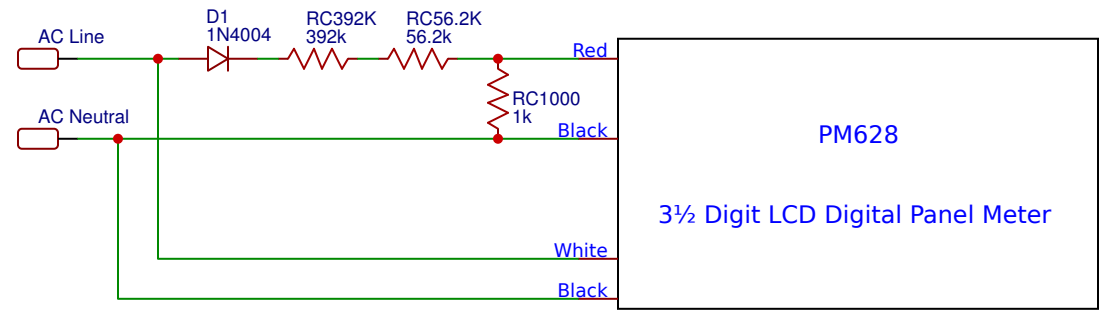 AC Line
D1
1N4004
RC392K
392k
RC56.2K
56.2k
Red
RC1000
1k
AC Neutral
Black
PM628
3½ Digit LCD Digital Panel Meter
White
Black